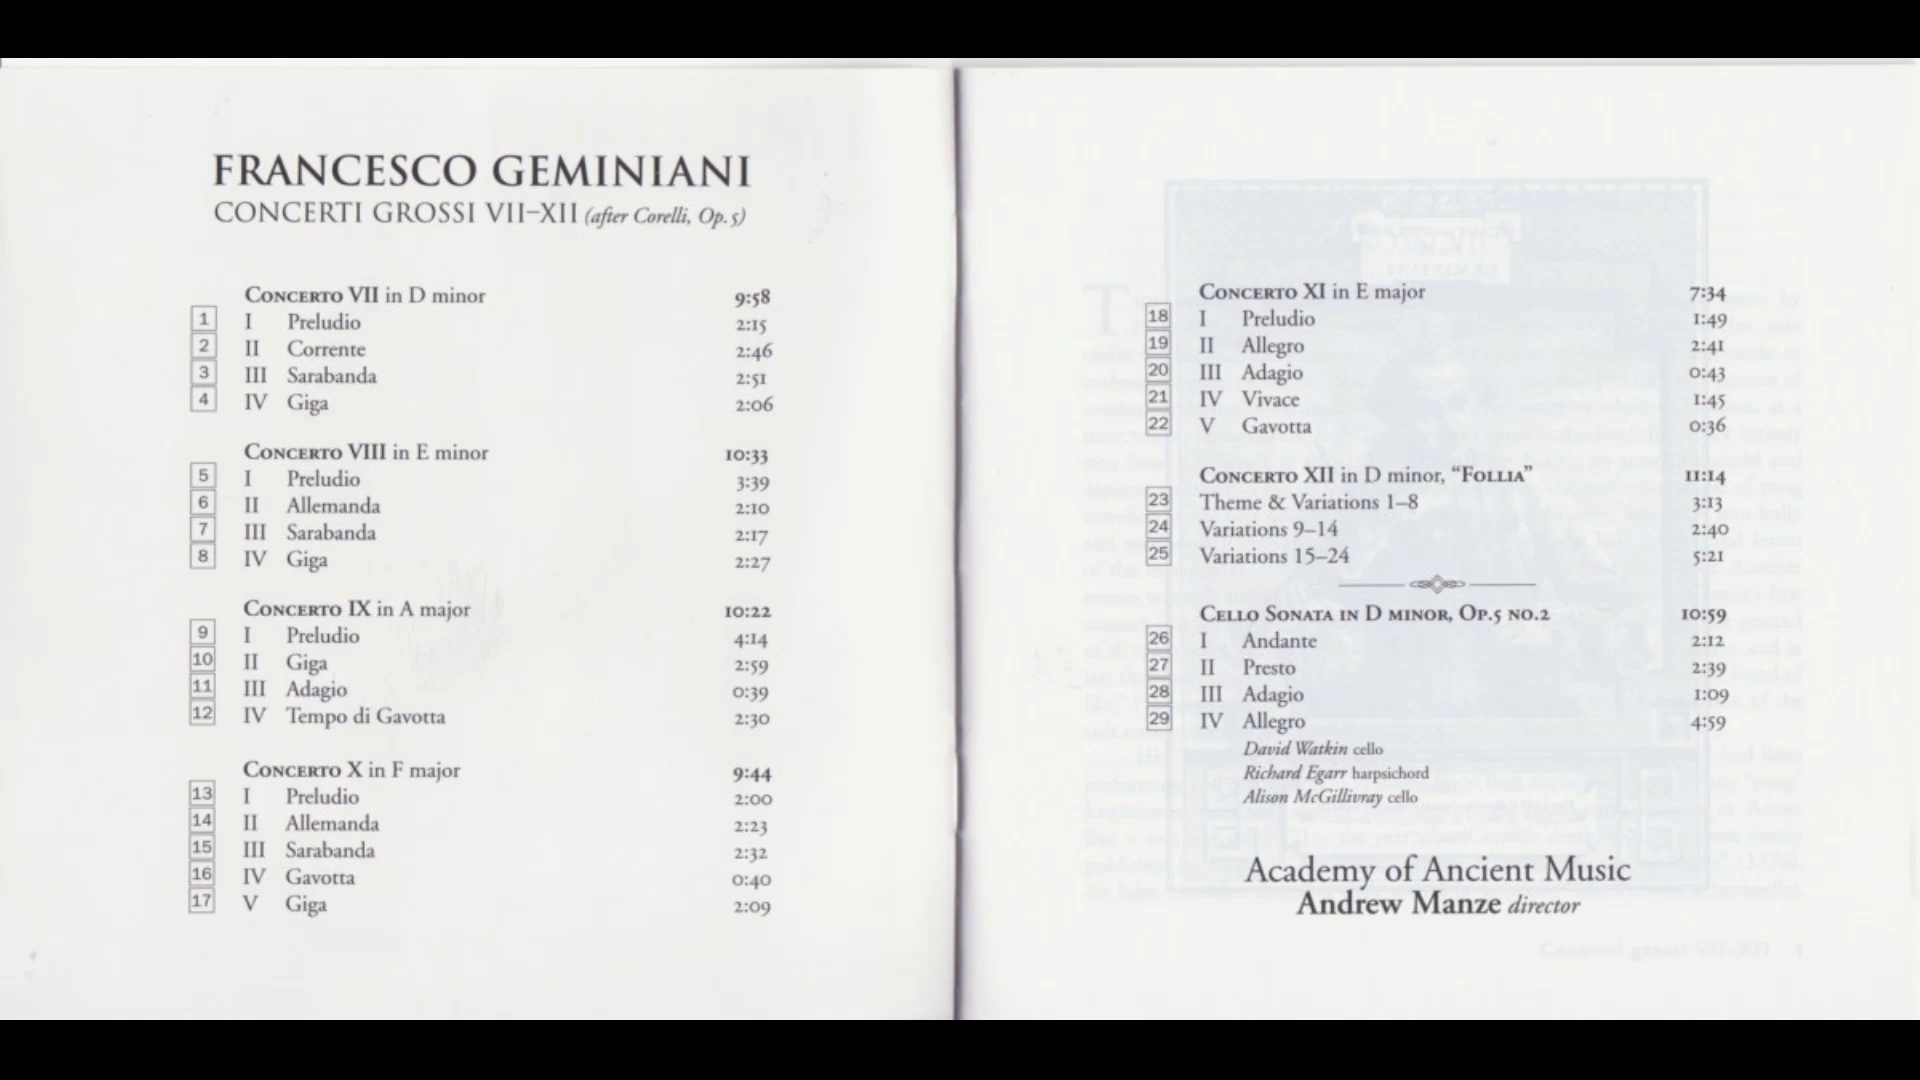 FRANCESCO GEMINIANI
CONCERTI GROSSI VII–XII (after Corelli, Op.5)
CONCERTO VII in D minor 9:58
1 I Preludio 2:15
2 II Corrente 2:46
3 III Sarabanda 2:51
4 IV Giga 2:06
CONCERTO VIII in E minor 10:33
5 I Preludio 3:39
6 II Allemanda 2:10
7 III Sarabanda 2:17
8 IV Giga 2:27
CONCERTO IX in A major 10:22
9 I Preludio 4:14
10 II Giga 2:59
11 III Adagio 0:39
12 IV Tempo di Gavotta 2:30
CONCERTO X in F major 9:44
13 I Preludio 2:00
14 II Allemanda 2:23
15 III Sarabanda 2:32
16 IV Gavotta 0:40
17 V Giga 2:09
CONCERTO XI in E major 7:34
18 I Preludio 1:49
19 II Allegro 2:41
20 III Adagio 0:43
21 IV Vivace 1:45
22 V Gavotta 0:36
CONCERTO XII in D minor, “FOLLIA” 11:14
23 Theme & Variations 1–8 3:13
24 Variations 9–14 2:40
25 Variations 15–24 5:21
CELLO SONATA IN D MINOR, OP.5 NO.2 10:59
26 I Andante 2:12
27 II Presto 2:39
28 III Adagio 1:09
29 IV Allegro 4:59
David Watkin cello
Richard Egarr harpsichord
Alison McGillivray cello
Academy of Ancient Music
Andrew Manze director